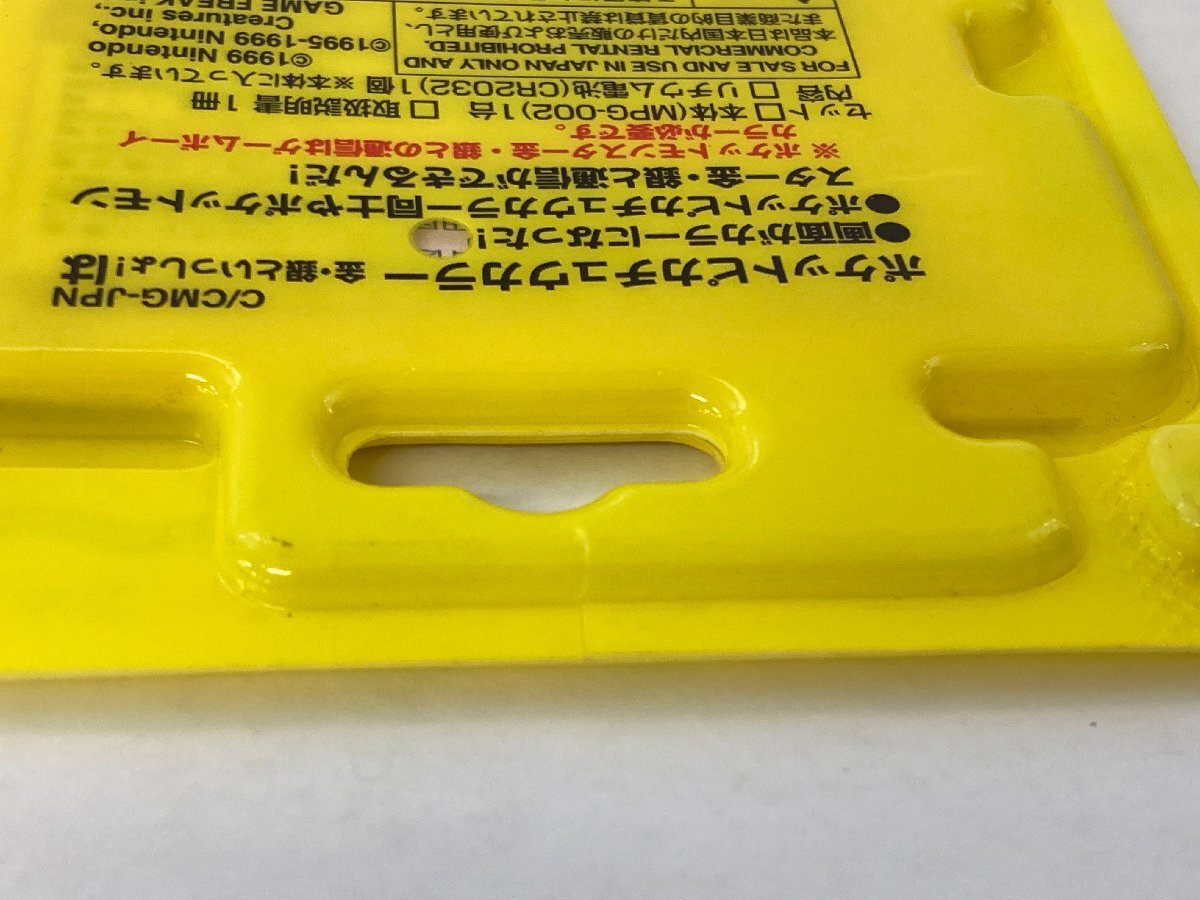 C/CMG-JPN
ポケットピカチュウカラー 金・銀といっしょ!は
●画面がカラーになった!
●ポケットピカチュウカラー同士やポケットモン
スター金・銀と通信ができるんだ!
※ポケットモンスター金・銀との通信はゲームボーイ
カラーが必要です。
セット □本体(MPG-002)1台 □取扱説明書 1冊
内容 □リチウム電池(CR2032)1個 ※本体に入っています。
FOR SALE AND USE IN JAPAN ONLY AND
COMMERCIAL RENTAL PROHIBITED.
本品は日本国内だけの販売および使用とし、
また商業目的の賃貸は禁止されています。
©1999 Nintendo
©1995-1999 Nintendo,
Creatures inc.,
GAME FREAK